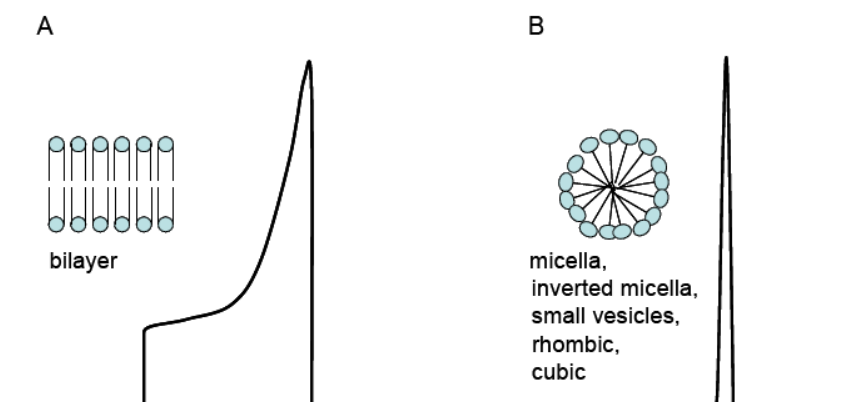 A
B
bilayer
micella,
inverted micella,
small vesicles,
rhombic,
cubic